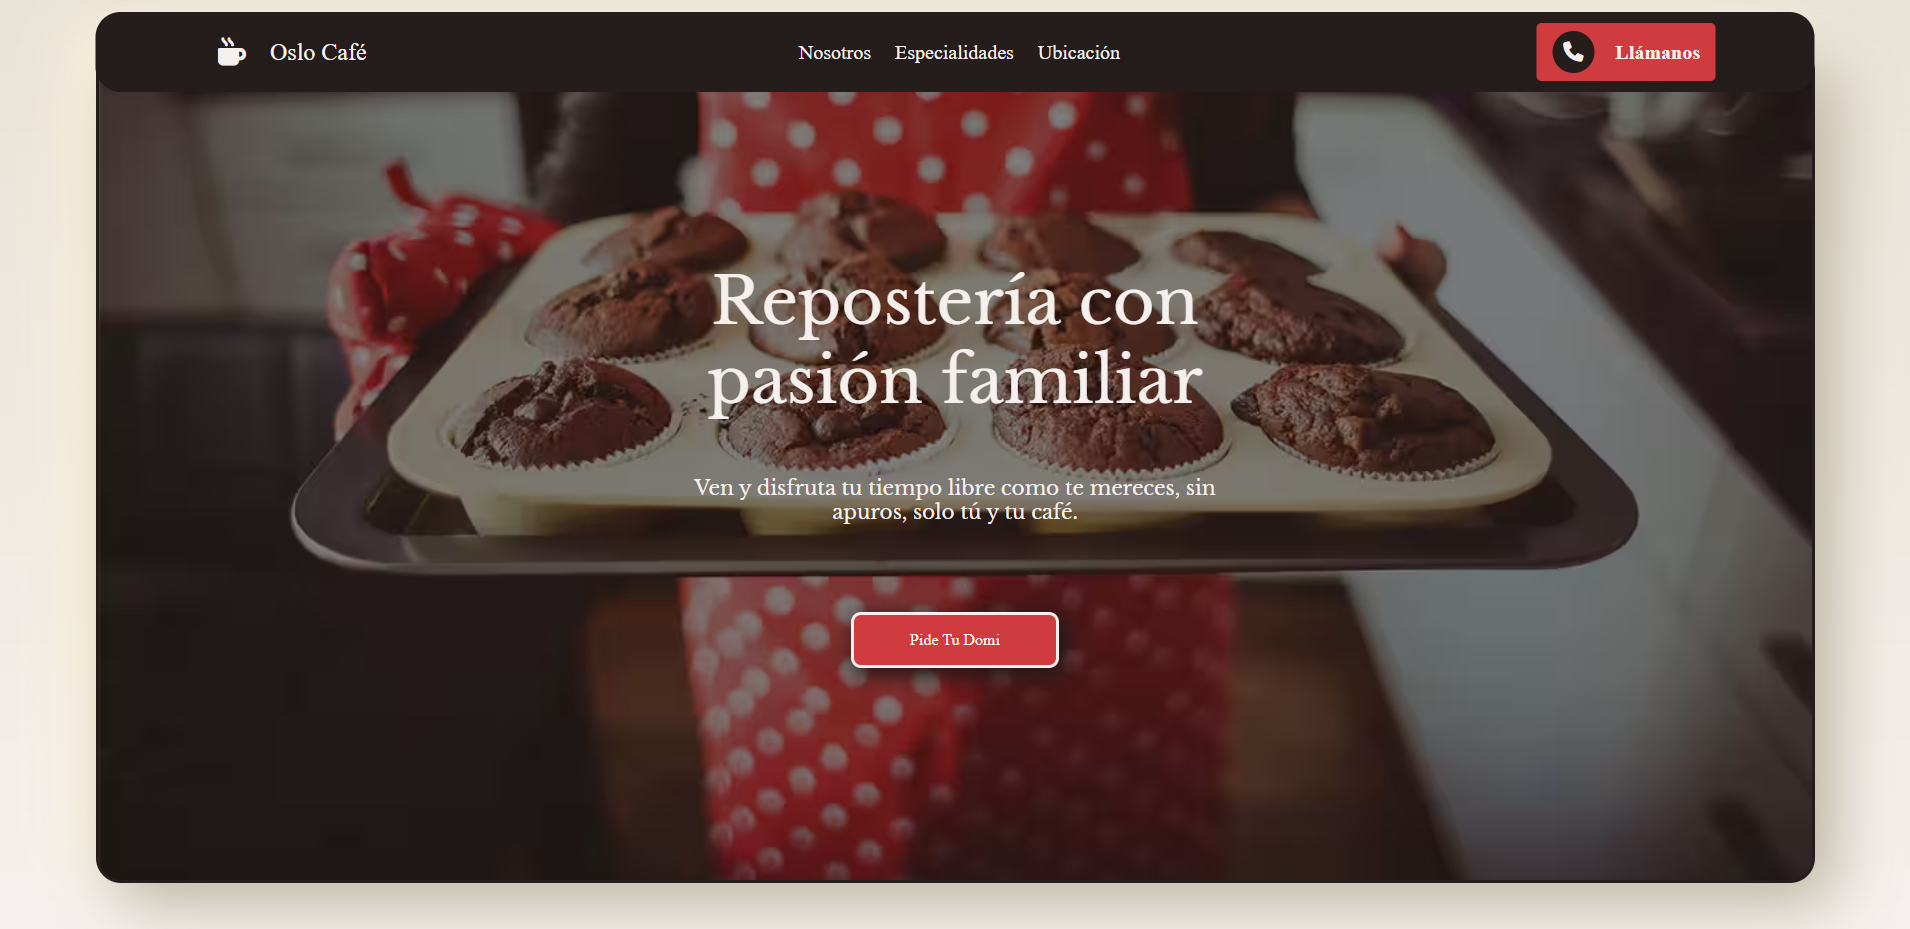 Oslo Café
Nosotros Especialidades Ubicación
Llámanos
Repostería con
pasión familiar
Ven y disfruta tu tiempo libre como te mereces, sin
apuros, solo tú y tu café.
Pide Tu Domi